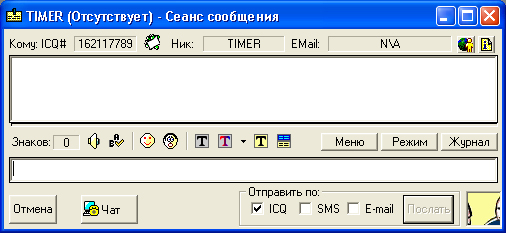 TIMER (Отсутствует) - Сеанс сообщения
Кому: ICQ# 162117789 Ник: TIMER EMail: N\A
Знаков: 0 Меню Режим Журнал
Отправить по:
Отмена Чат ICQ SMS E-mail Послать